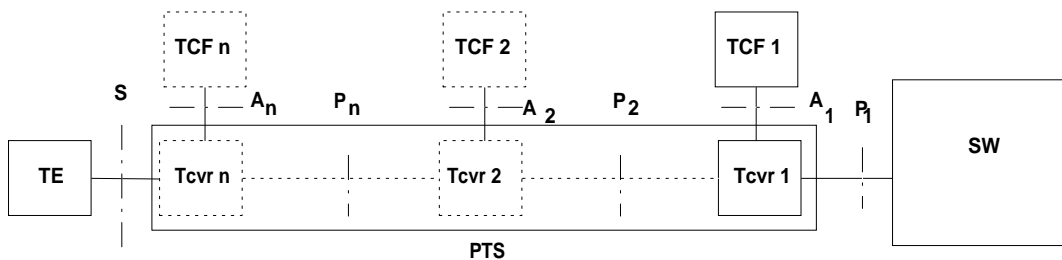 TCF n
TCF 2
TCF 1
S
An
Pn
A2
P2
A1
P1
TE
Tcvr n
Tcvr 2
Tcvr 1
SW
PTS